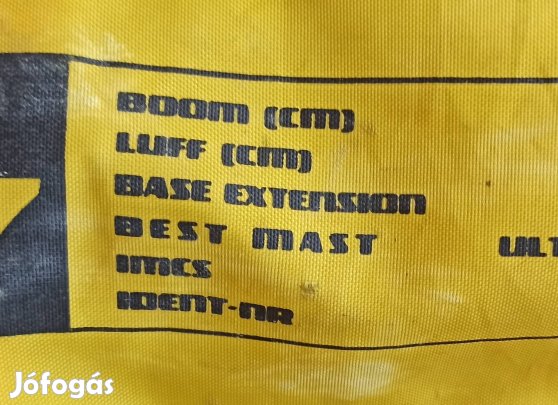 BOOM (CM)
LUFF (CM)
BASE EXTENSION
BEST MAST ULT
IMCS
IDENT-NR
Jófogás